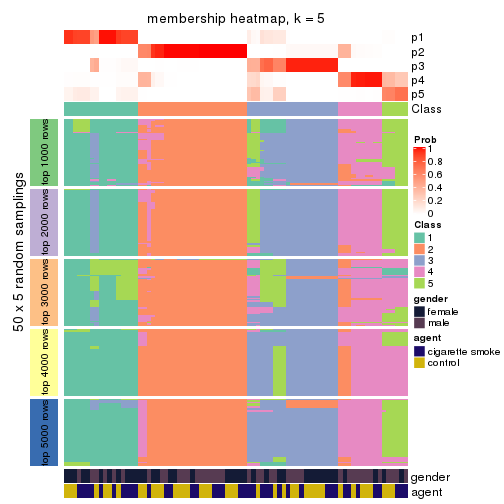 membership heatmap, k = 5
p1
p2
p3
p4
p5
Class
50 x 5 random samplings
top 1000 rows
top 2000 rows
top 3000 rows
top 4000 rows
top 5000 rows
Prob
1
0.8
0.6
0.4
0.2
0
Class
1
2
3
4
5
gender
female
male
agent
cigarette smoke
control
gender
agent